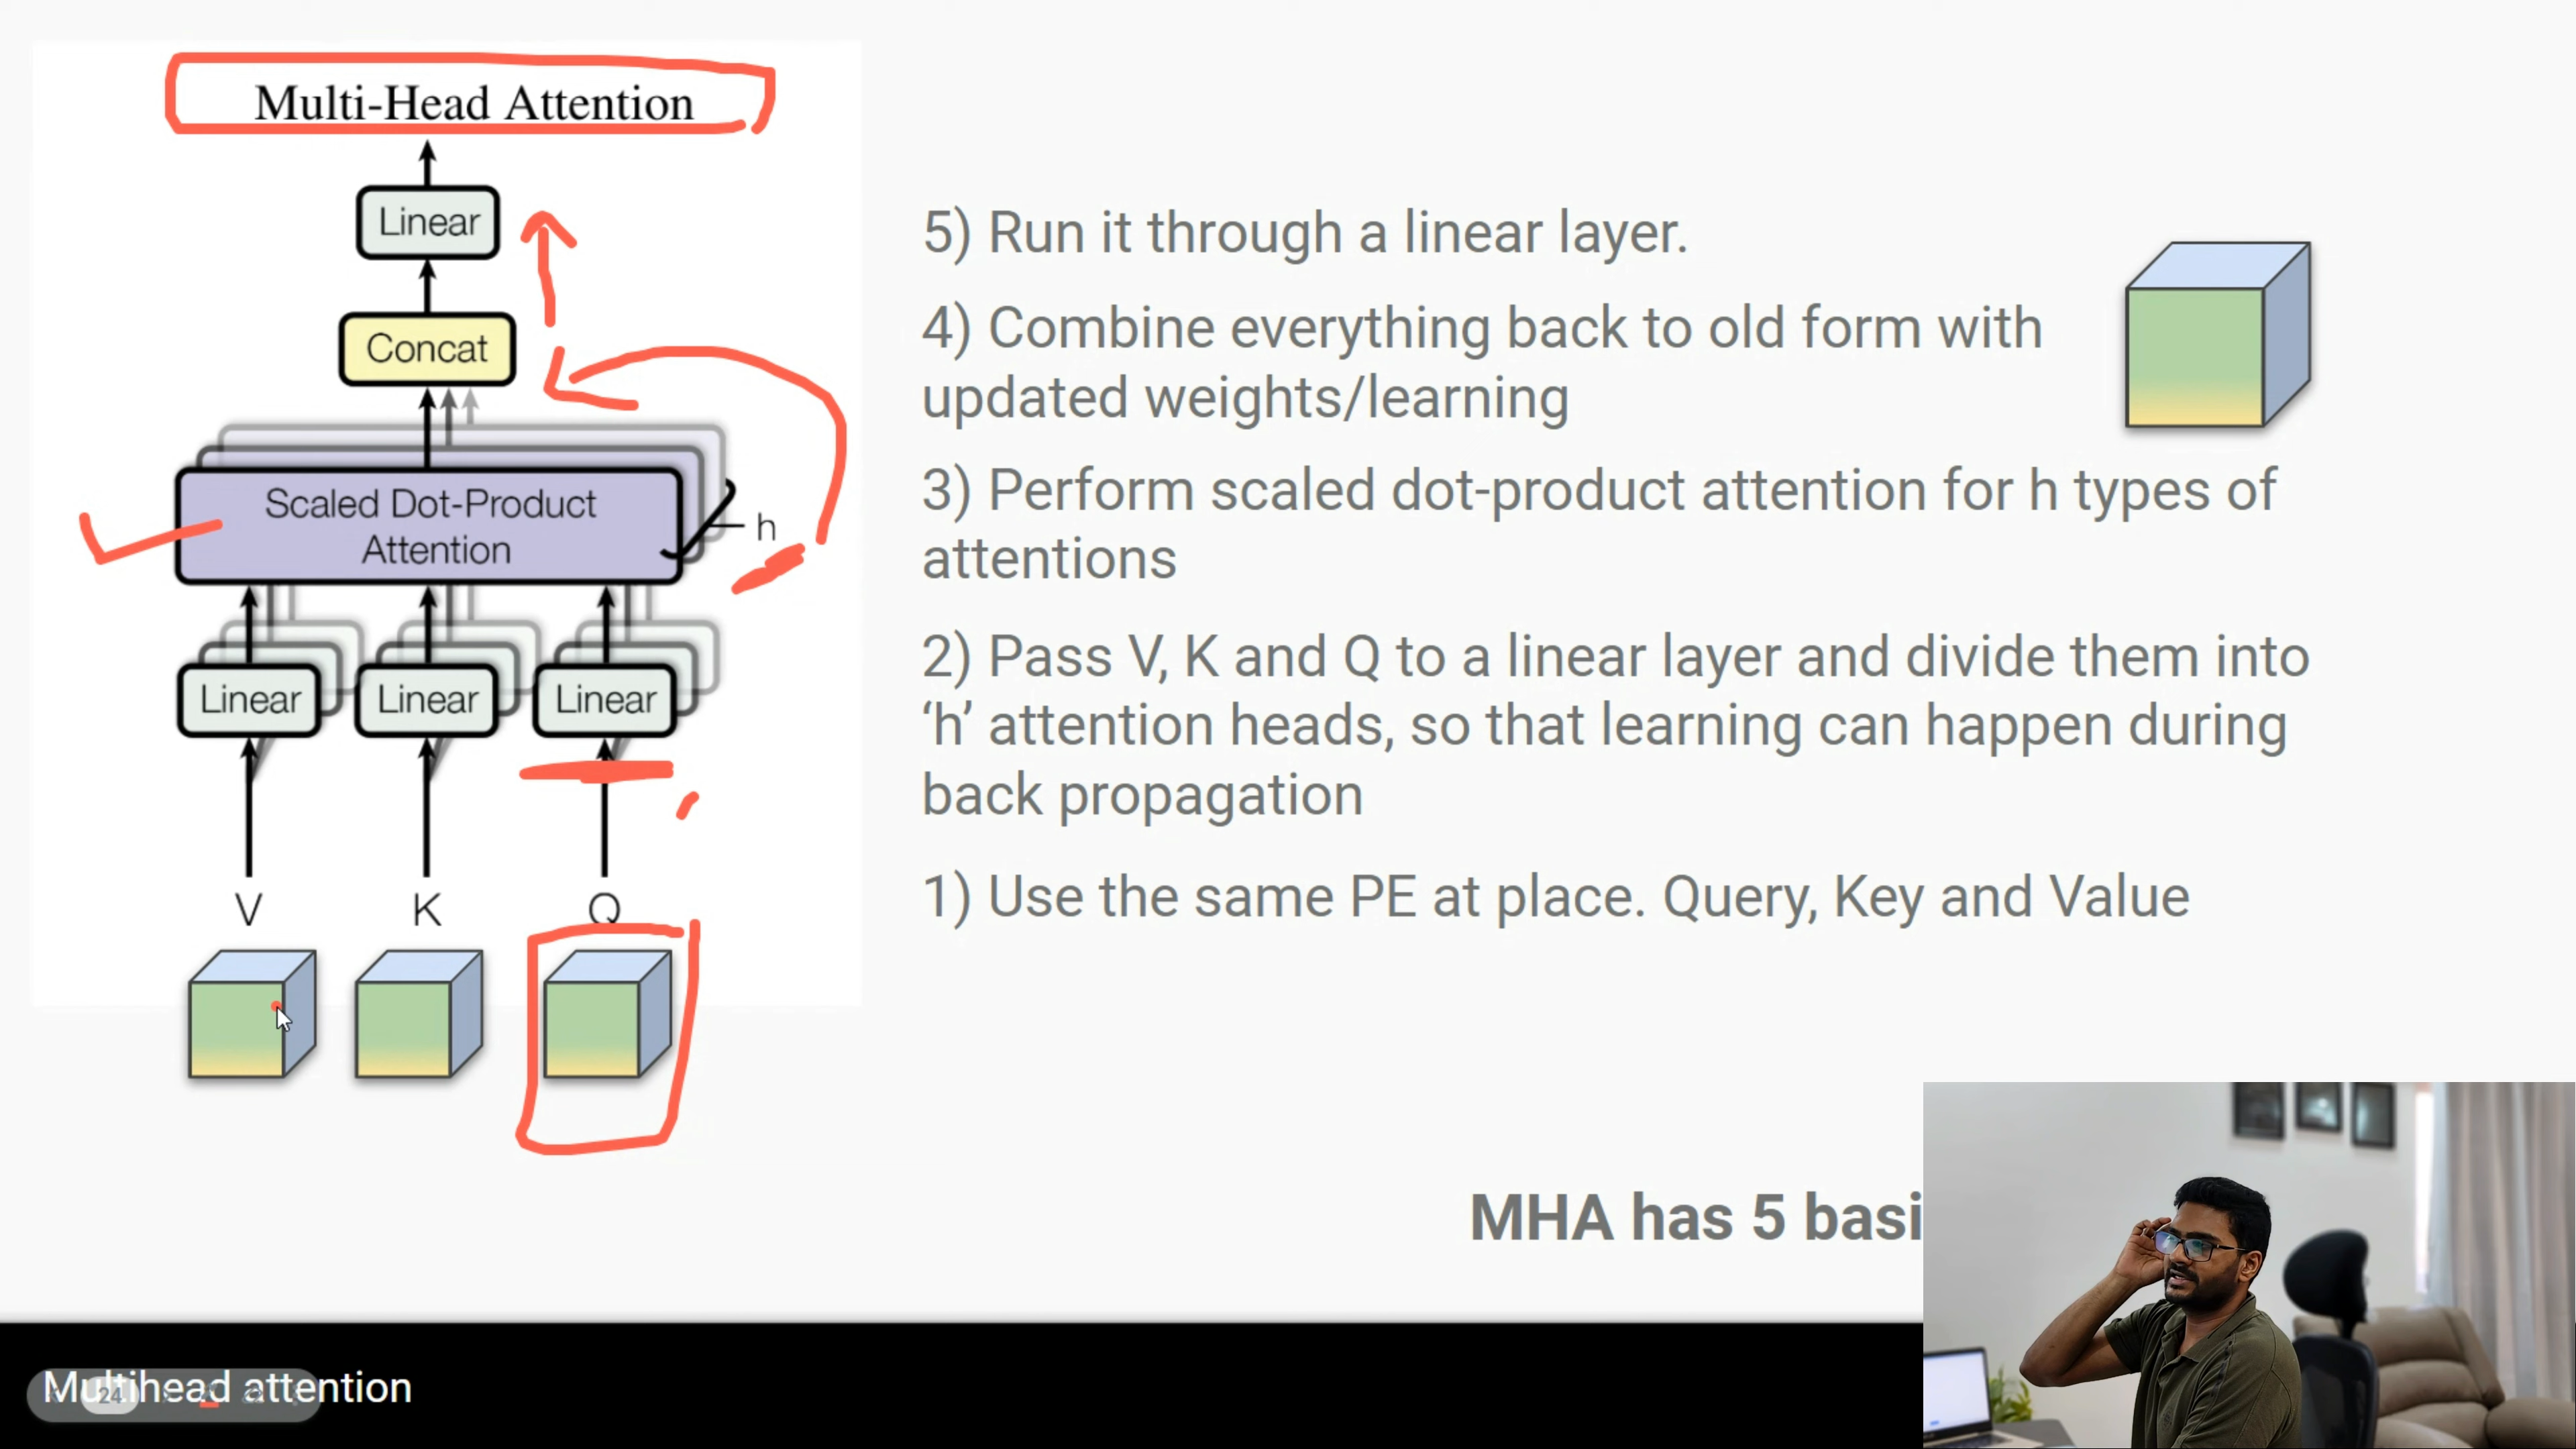 Multi-Head Attention
Linear
Concat
Scaled Dot-Product
Attention
h
Linear
Linear
Linear
V
K
Q
5) Run it through a linear layer.
4) Combine everything back to old form with
updated weights/learning
3) Perform scaled dot-product attention for h types of
attentions
2) Pass V, K and Q to a linear layer and divide them into
‘h’ attention heads, so that learning can happen during
back propagation
1) Use the same PE at place. Query, Key and Value
MHA has 5 basi
Multihead attention
24